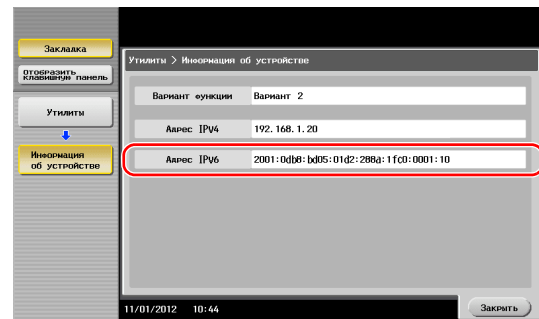 Закладка
Утилиты > Информация об устройстве
Отобразить
клавишную панель
Вариант функции Вариант 2
Утилиты
Адрес IPv4 192.168.1.20
Информация
об устройстве
Адрес IPv6 2001:0db8:bd05:01d2:288a:1fc0:0001:10
11/01/2012 10:44
Закрыть